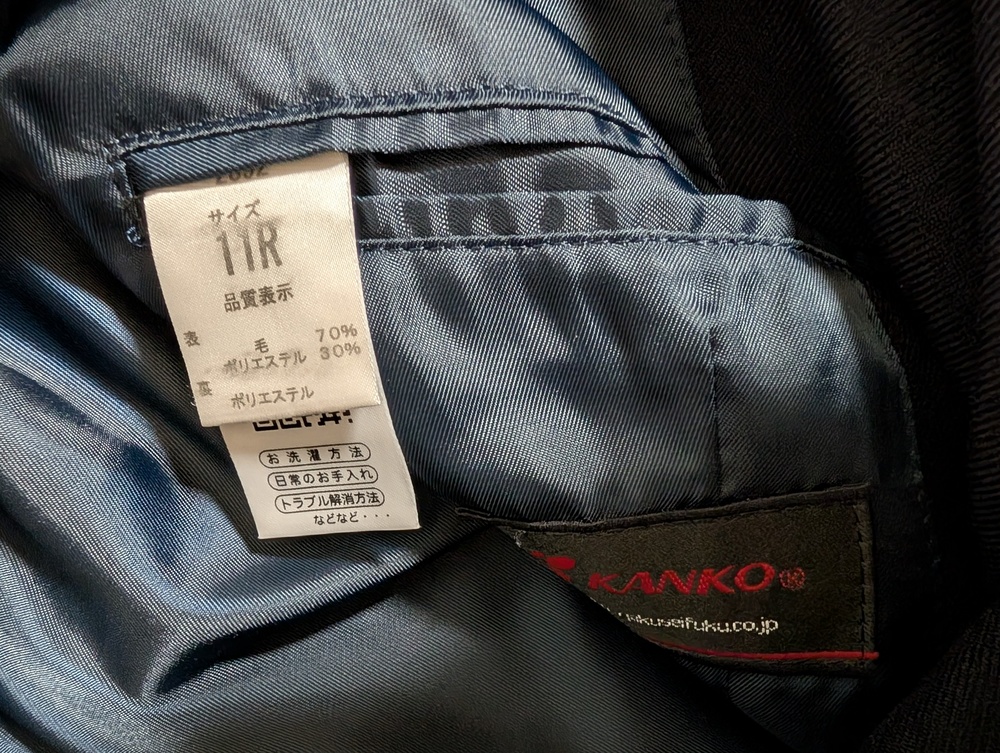 サイズ
11R
品質表示
表 毛 70%
ポリエステル 30%
裏 ポリエステル
お洗濯方法
日常のお手入れ
トラブル解消方法
などなど・・・
KANKO®